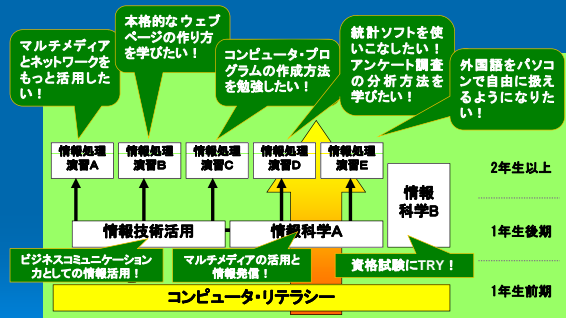 マルチメディア
とネットワークを
もっと活用した
い！
本格的なウェブ
ページの作り方
を学びたい！
コンピュータ・プロ
グラムの作成方法
を勉強したい！
統計ソフトを使
いこなしたい！
アンケート調査
の分析方法を
学びたい！
外国語をパソコ
ンで自由に扱え
るようになりた
い！
情報処理
演習A
情報処理
演習B
情報処理
演習C
情報処理
演習D
情報処理
演習E
2年生以上
情報
科学B
情報技術活用
情報科学A
1年生後期
ビジネスコミュニケーション
力としての情報活用！
マルチメディアの活用と
情報発信！
資格試験にTRY！
コンピュータ・リテラシー
1年生前期